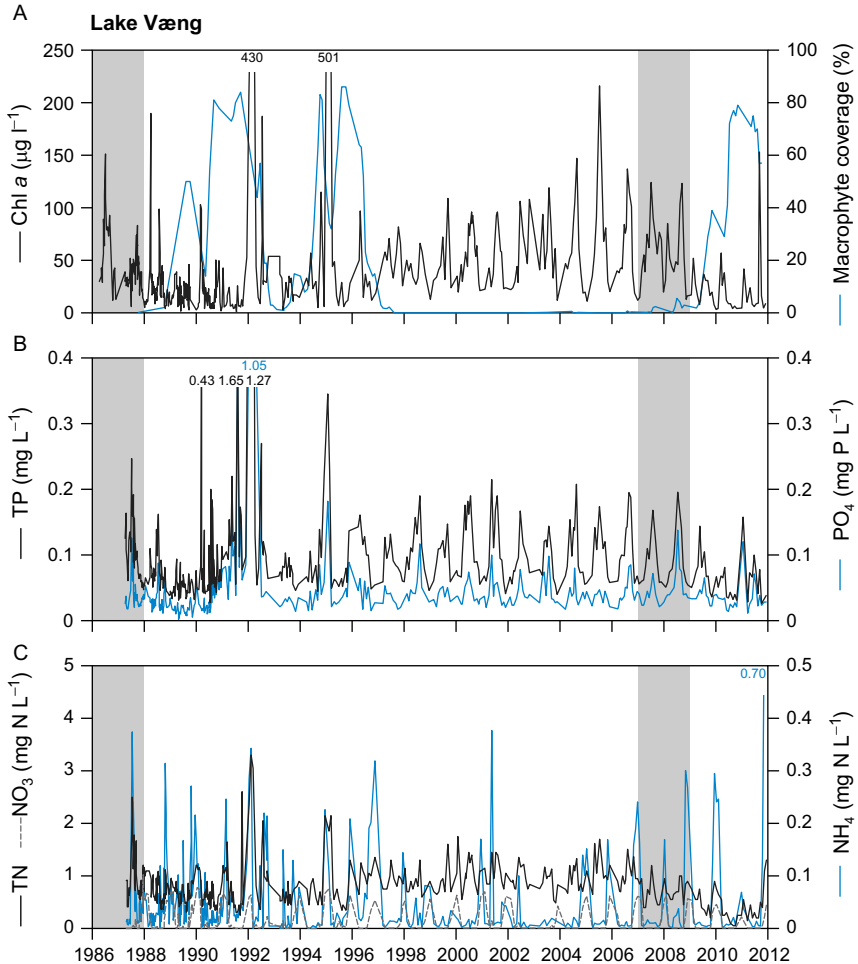 A
Lake Væng
430 501
250 100
200 80
150 60
100 40
50 20
0 0
— Chl a (µg l⁻¹)
— Macrophyte coverage (%)
B
1.05
0.43 1.65 1.27
0.4 0.4
0.3 0.3
0.2 0.2
0.1 0.1
0 0
— TP (mg L⁻¹)
— PO₄ (mg P L⁻¹)
C
0.70
5 0.5
4 0.4
3 0.3
2 0.2
1 0.1
0 0
— TN ---- NO₃ (mg N L⁻¹)
— NH₄ (mg N L⁻¹)
1986 1988 1990 1992 1994 1996 1998 2000 2002 2004 2006 2008 2010 2012